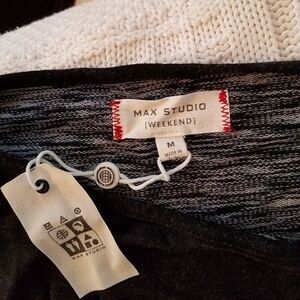 MAX STUDIO
[WEEKEND]
M
MADE IN
MAX STUDIO